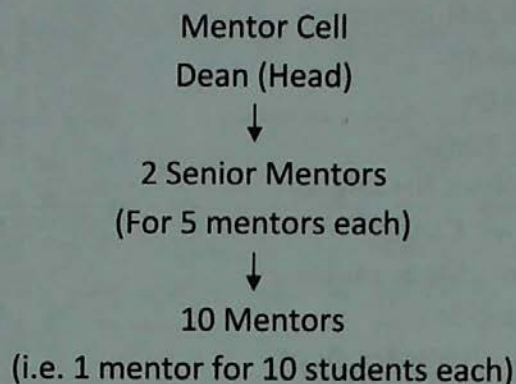 Mentor Cell
Dean (Head)
2 Senior Mentors
(For 5 mentors each)
10 Mentors
(i.e. 1 mentor for 10 students each)